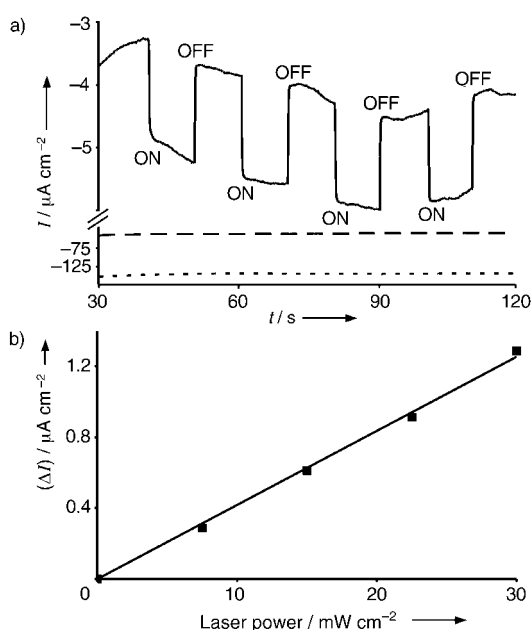 a)
I / µA cm⁻²
−3
−4
−5
−75
−125
OFF
OFF
OFF
OFF
ON
ON
ON
ON
30
60
90
120
t / s
b)
(ΔI) / µA cm⁻²
1.2
0.8
0.4
0
10
20
30
Laser power / mW cm⁻²